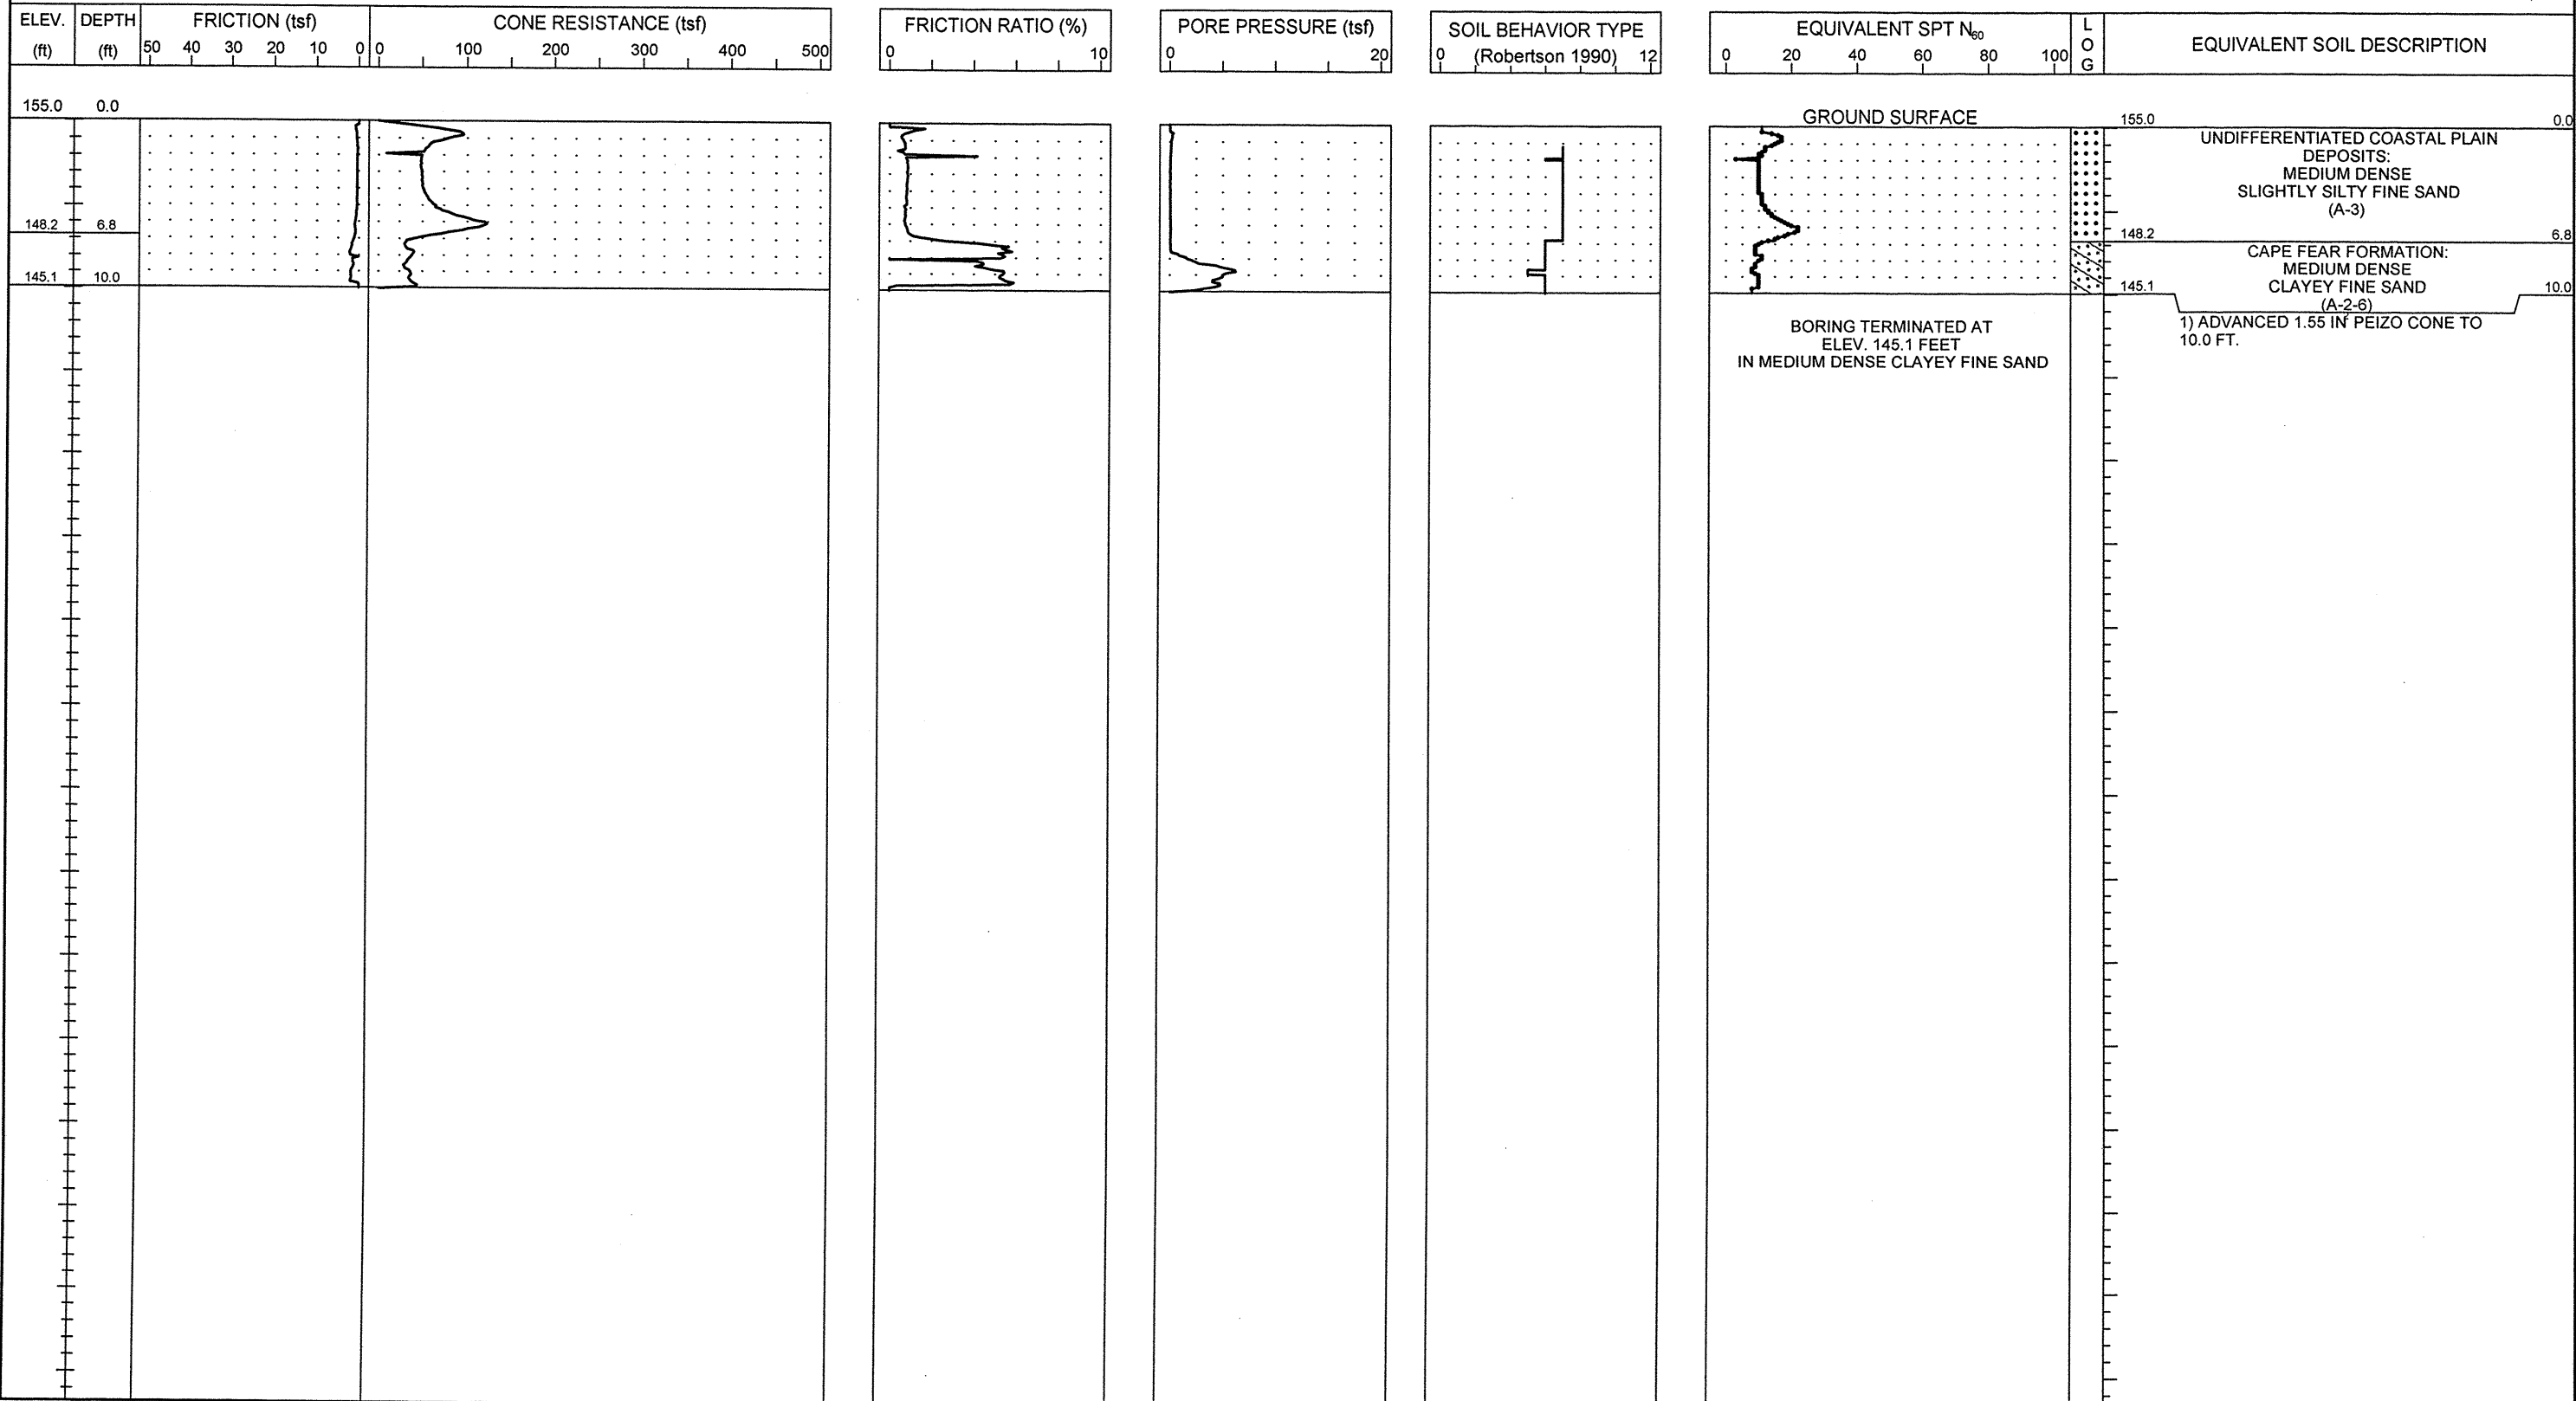 ELEV. DEPTH FRICTION (tsf) CONE RESISTANCE (tsf) FRICTION RATIO (%) PORE PRESSURE (tsf) SOIL BEHAVIOR TYPE EQUIVALENT SPT N60 LOG EQUIVALENT SOIL DESCRIPTION
(ft) (ft) 50 40 30 20 10 0 0 100 200 300 400 500 0 10 0 20 0 (Robertson 1990) 12 0 20 40 60 80 100
155.0 0.0
GROUND SURFACE
155.0 0.0
UNDIFFERENTIATED COASTAL PLAIN
DEPOSITS:
MEDIUM DENSE
SLIGHTLY SILTY FINE SAND
(A-3)
148.2 6.8
148.2 6.8
CAPE FEAR FORMATION:
MEDIUM DENSE
CLAYEY FINE SAND
145.1 10.0
145.1 10.0
(A-2-6)
1) ADVANCED 1.55 IN² PEIZO CONE TO
10.0 FT.
BORING TERMINATED AT
ELEV. 145.1 FEET
IN MEDIUM DENSE CLAYEY FINE SAND